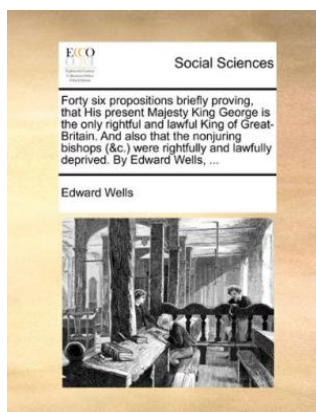 ECCO
Social Sciences
Forty six propositions briefly proving,
that His present Majesty King George is
the only rightful and lawful King of Great-
Britain. And also that the nonjuring
bishops (&c.) were rightfully and lawfully
deprived. By Edward Wells, ...
Edward Wells